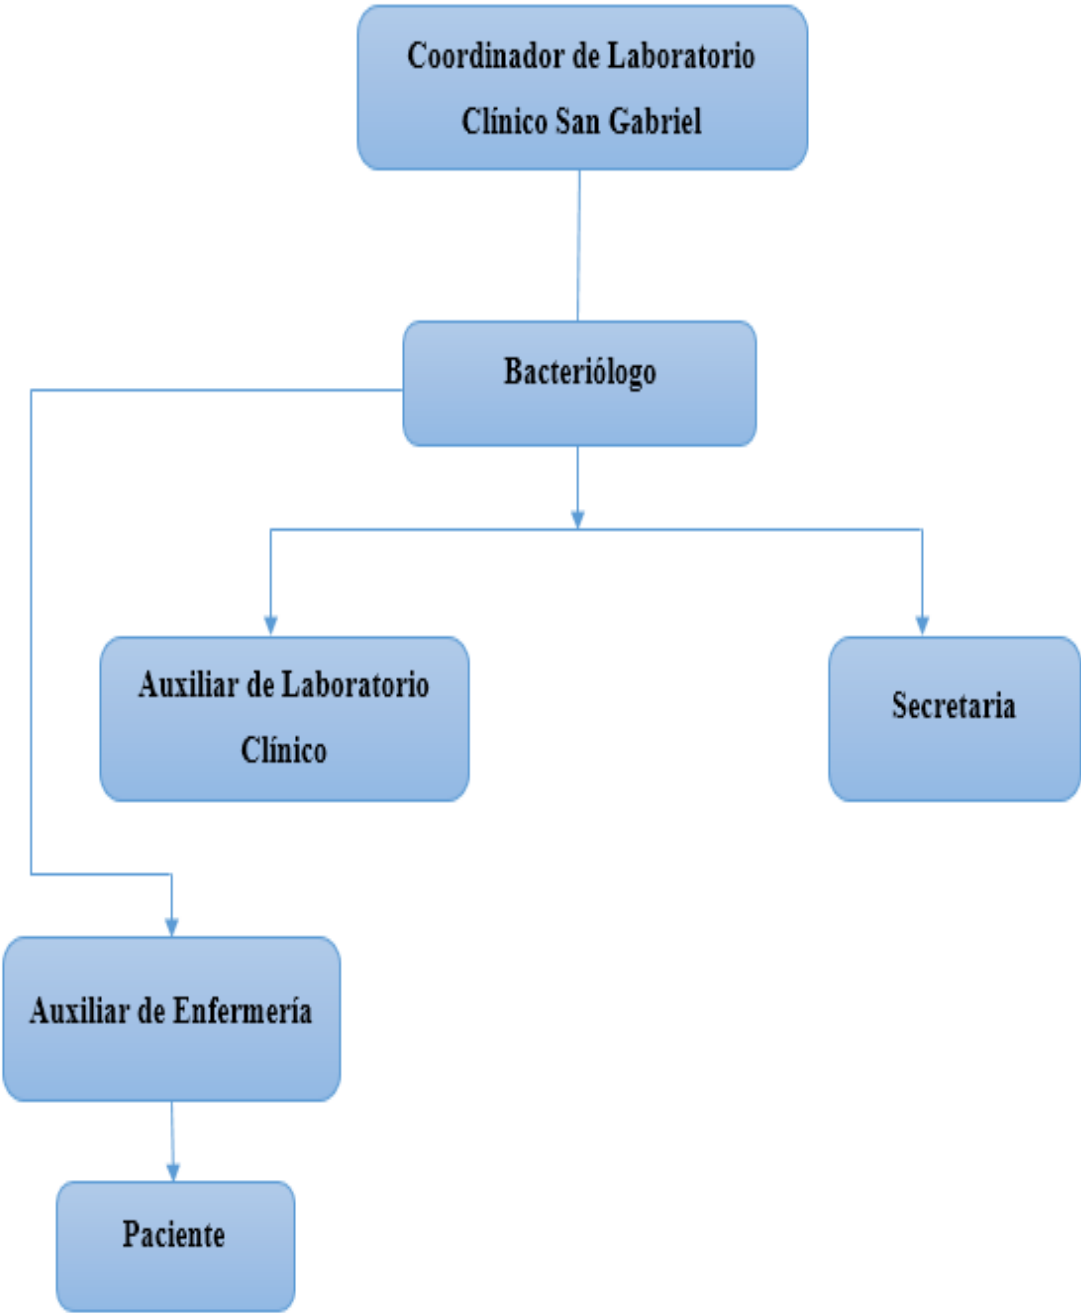 Coordinador de Laboratorio
Clínico San Gabriel
Bacteriólogo
Auxiliar de Laboratorio
Clínico
Secretaria
Auxiliar de Enfermería
Paciente